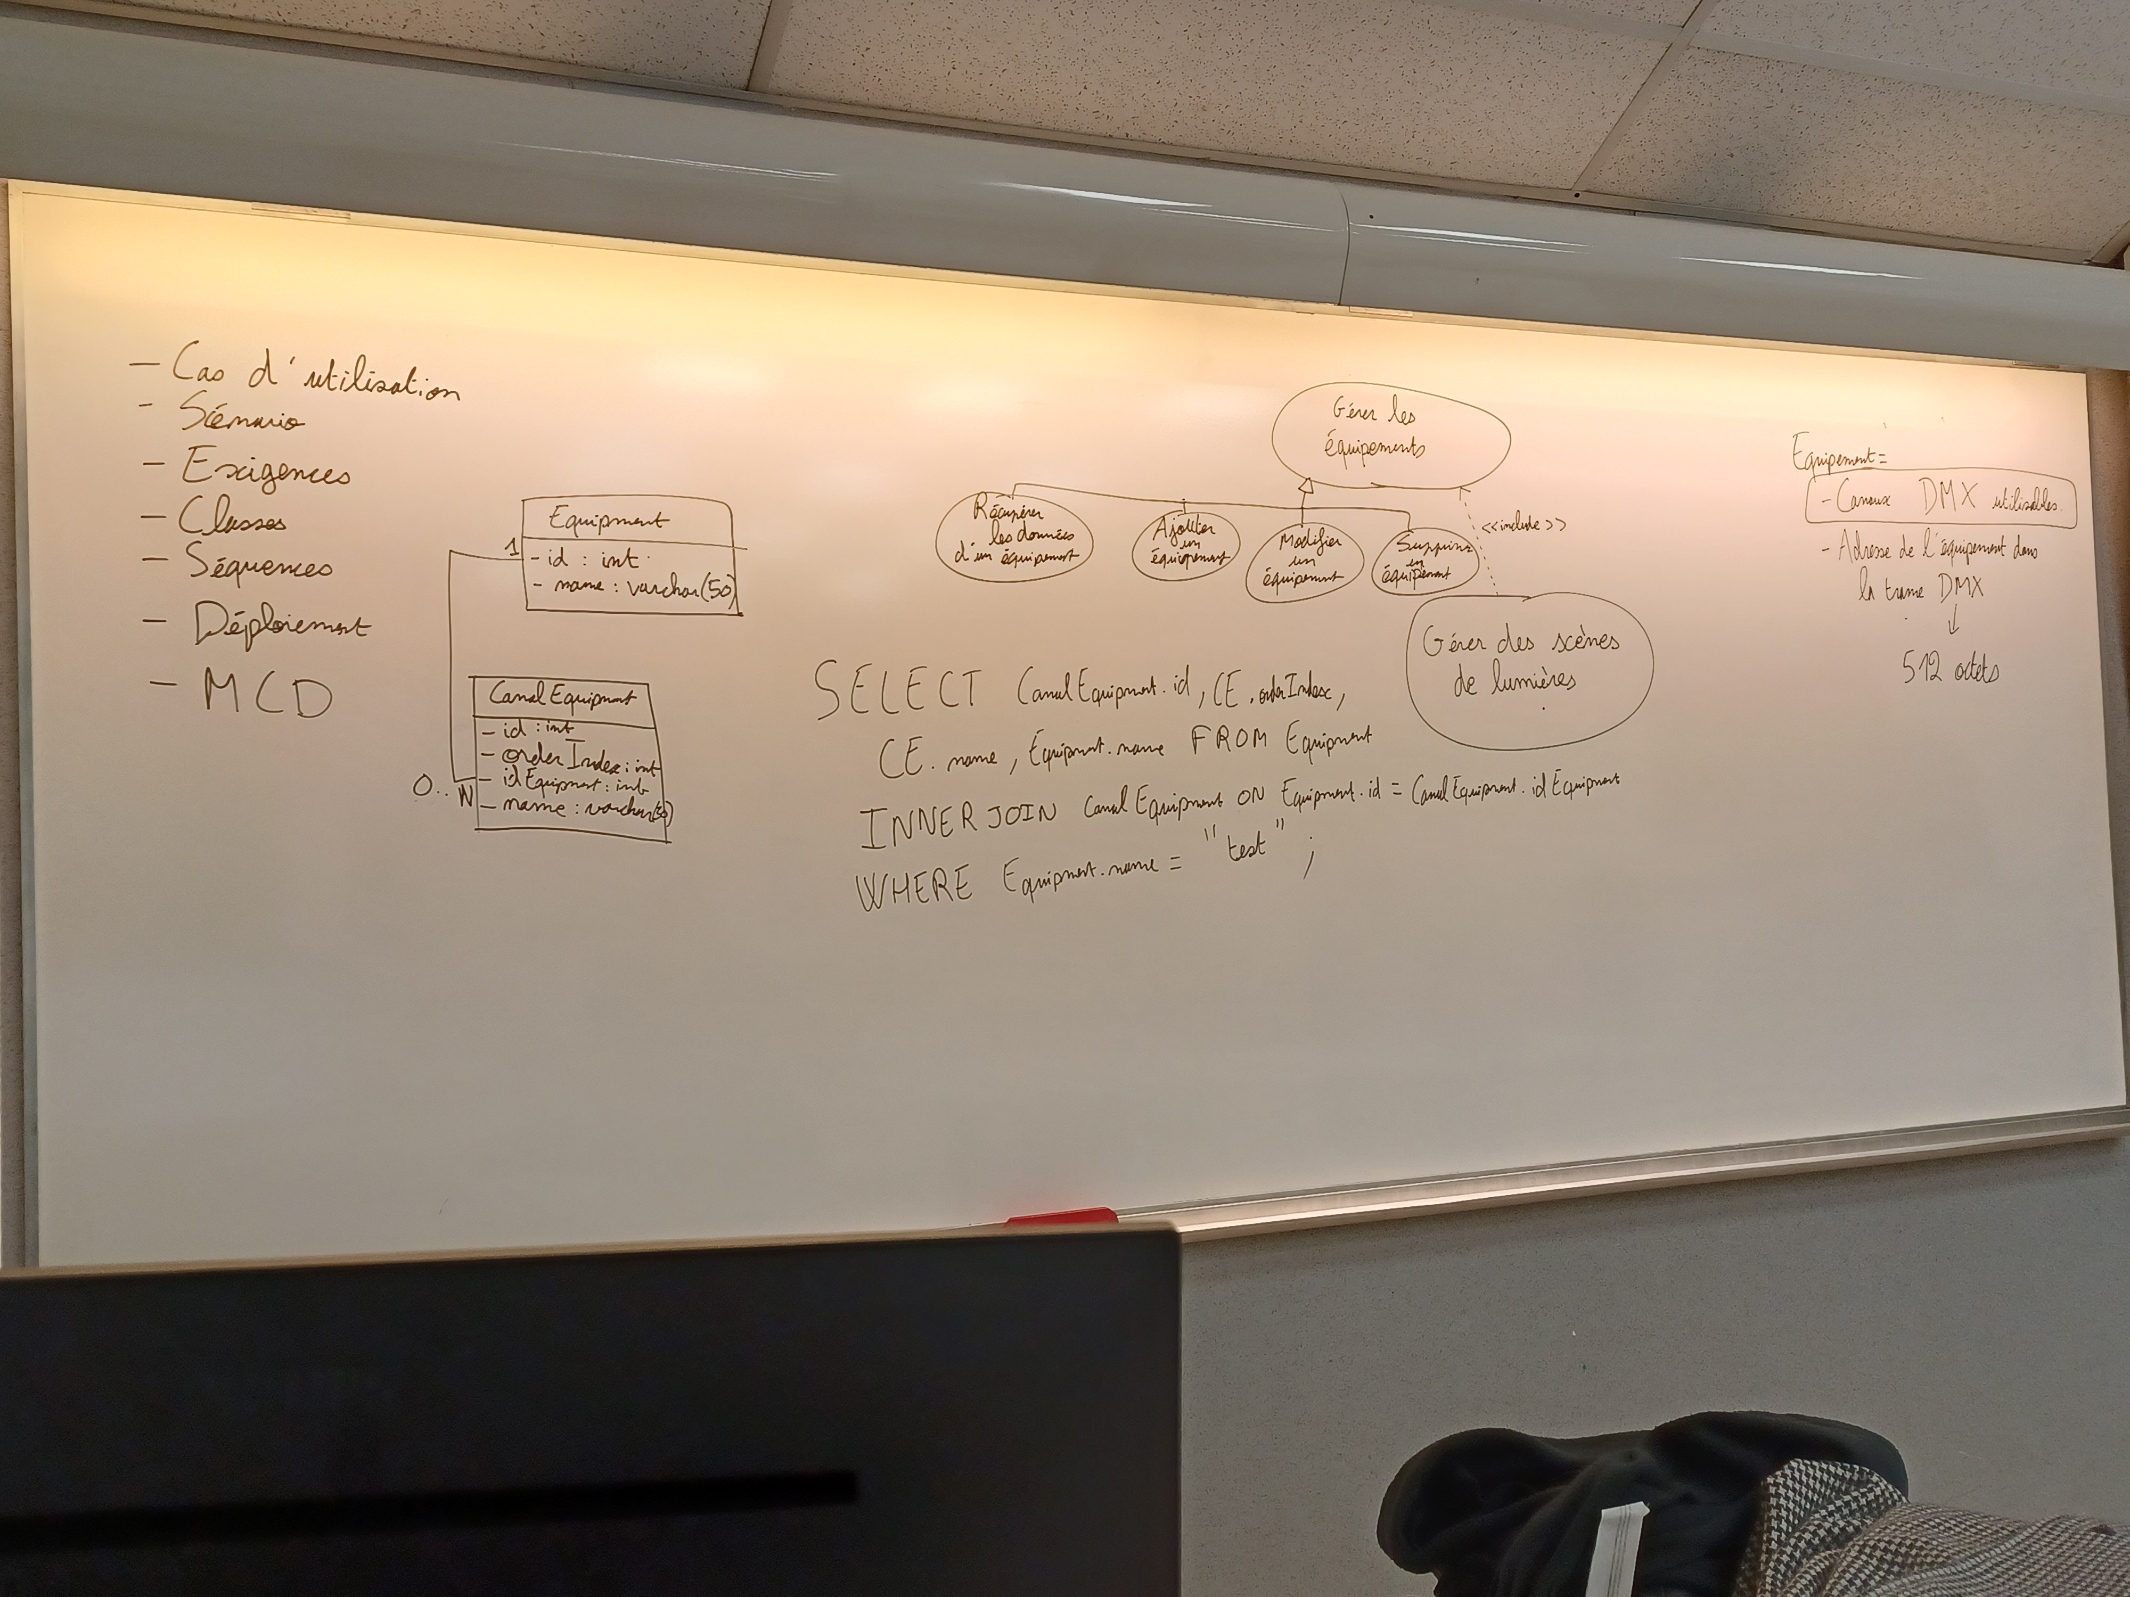 - Cas d'utilisation
- Scénario
- Exigences
- Classes
- Séquences
- Déploiement
- MCD
Equipment
1
- id : int
- name : varchar(50)
CanalEquipment
- id : int
- orderIndex : int
- idEquipment : int
- name : varchar(50)
0..N
Gérer les
équipements
Récupérer
les données
d'un équipement
Ajouter
un
équipement
Modifier
un
équipement
Supprimer
un
équipement
<<include>>
Gérer des scènes
de lumières
SELECT CanalEquipment.id, CE.orderIndex,
CE.name, Equipment.name FROM Equipment
INNER JOIN CanalEquipment ON Equipment.id = CanalEquipment.idEquipment
WHERE Equipment.name = "test" ;
Equipement =
- Canaux DMX utilisables.
- Adresse de l'équipement dans
la trame DMX
↓
512 octets